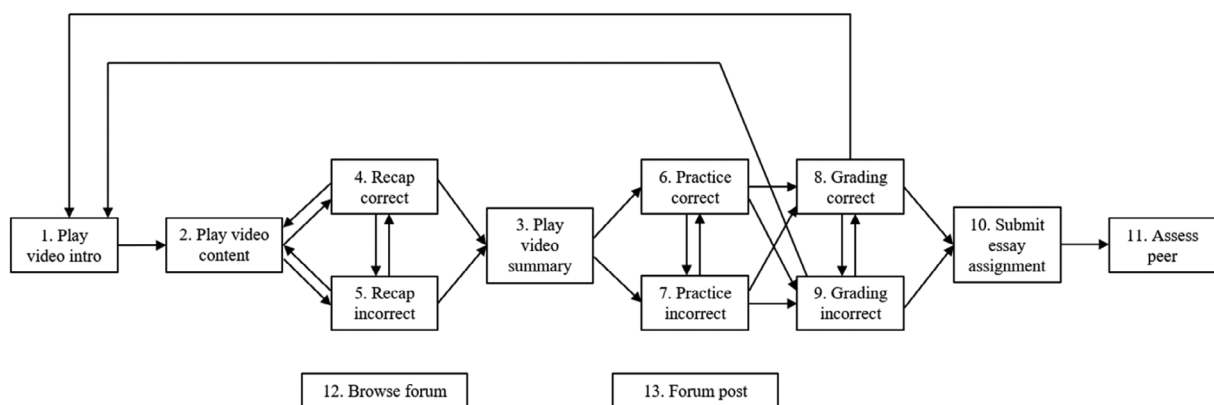 1. Play
video intro
2. Play video
content
4. Recap
correct
5. Recap
incorrect
3. Play
video
summary
6. Practice
correct
7. Practice
incorrect
8. Grading
correct
9. Grading
incorrect
10. Submit
essay
assignment
11. Assess
peer
12. Browse forum
13. Forum post